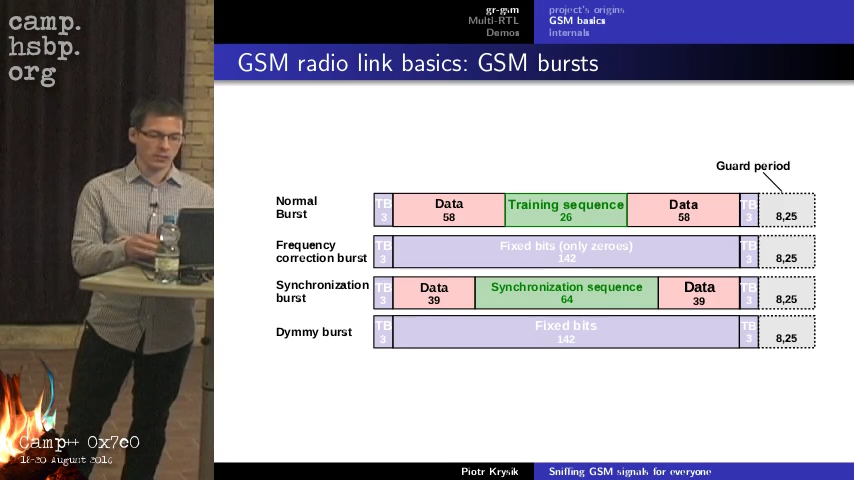 camp.
hsbp.
org
gr-gsm
Multi-RTL
Demos
project's origins
GSM basics
Internals
GSM radio link basics: GSM bursts
Guard period
Normal
Burst
TB
3
Data
58
Training sequence
26
Data
58
TB
3
8,25
Frequency
correction burst
TB
3
Fixed bits (only zeroes)
142
TB
3
8,25
Synchronization
burst
TB
3
Data
39
Synchronization sequence
64
Data
39
TB
3
8,25
Dymmy burst
TB
3
Fixed bits
142
TB
3
8,25
Camp++ 0x7e0
18-20 August 2016
Piotr Krysik
Sniffing GSM signals for everyone